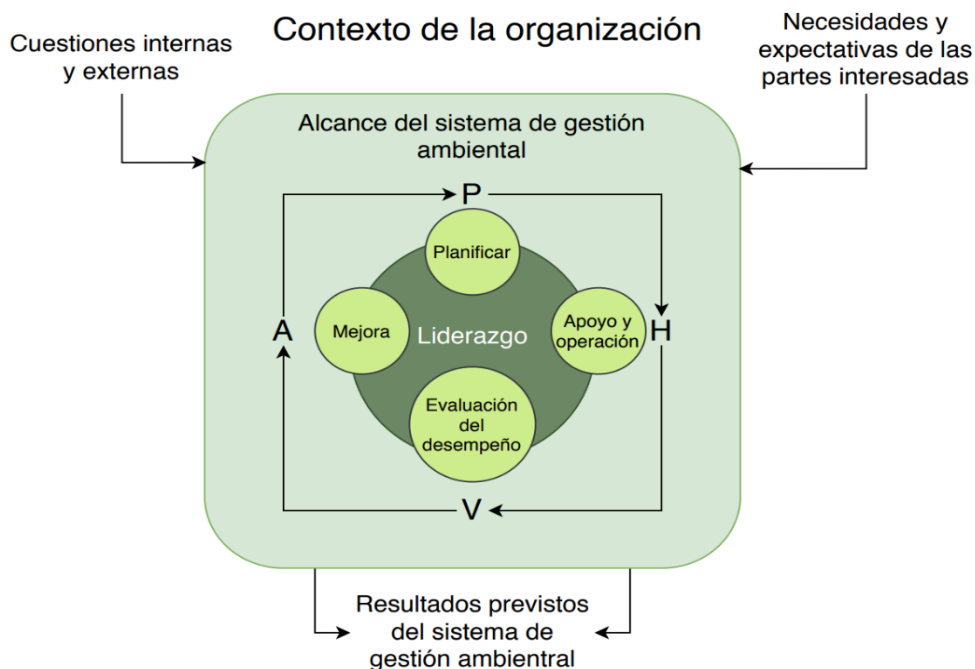 Contexto de la organización
Cuestiones internas
y externas
Necesidades y
expectativas de las
partes interesadas
Alcance del sistema de gestión
ambiental
P
Planificar
A
Mejora
Liderazgo
Apoyo y
operación
H
Evaluación
del
desempeño
V
Resultados previstos
del sistema de
gestión ambientral